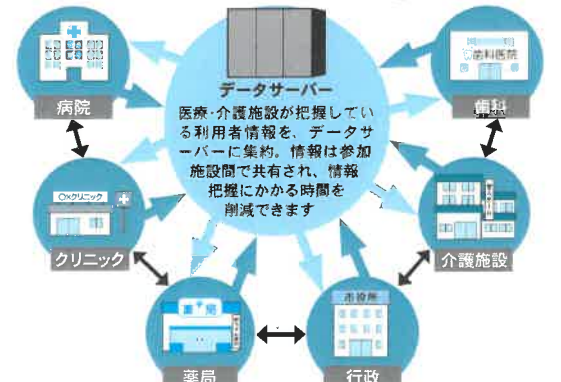 データサーバー
医療・介護施設が把握してい
る利用者情報を、データサ
ーバーに集約。情報は参加
施設間で共有され、情報
把握にかかる時間を
削減できます
病院
歯科医院
歯科
〇×クリニック
クリニック
介護施設
薬局
薬局
市役所
行政